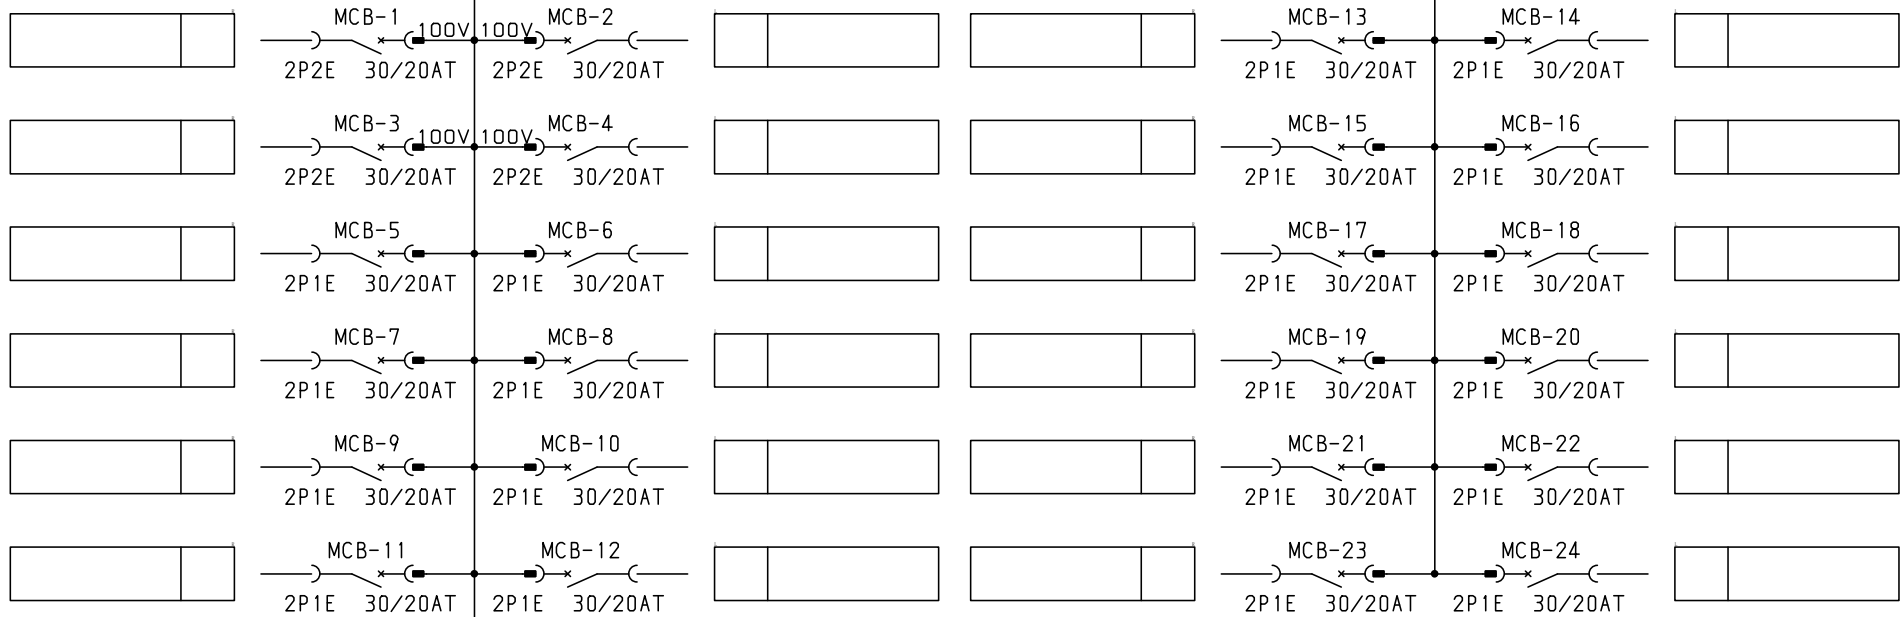 MCB-1 MCB-2 MCB-13 MCB-14
100V 100V
2P2E 30/20AT 2P2E 30/20AT 2P1E 30/20AT 2P1E 30/20AT
MCB-3 MCB-4 MCB-15 MCB-16
100V 100V
2P2E 30/20AT 2P2E 30/20AT 2P1E 30/20AT 2P1E 30/20AT
MCB-5 MCB-6 MCB-17 MCB-18
2P1E 30/20AT 2P1E 30/20AT 2P1E 30/20AT 2P1E 30/20AT
MCB-7 MCB-8 MCB-19 MCB-20
2P1E 30/20AT 2P1E 30/20AT 2P1E 30/20AT 2P1E 30/20AT
MCB-9 MCB-10 MCB-21 MCB-22
2P1E 30/20AT 2P1E 30/20AT 2P1E 30/20AT 2P1E 30/20AT
MCB-11 MCB-12 MCB-23 MCB-24
2P1E 30/20AT 2P1E 30/20AT 2P1E 30/20AT 2P1E 30/20AT